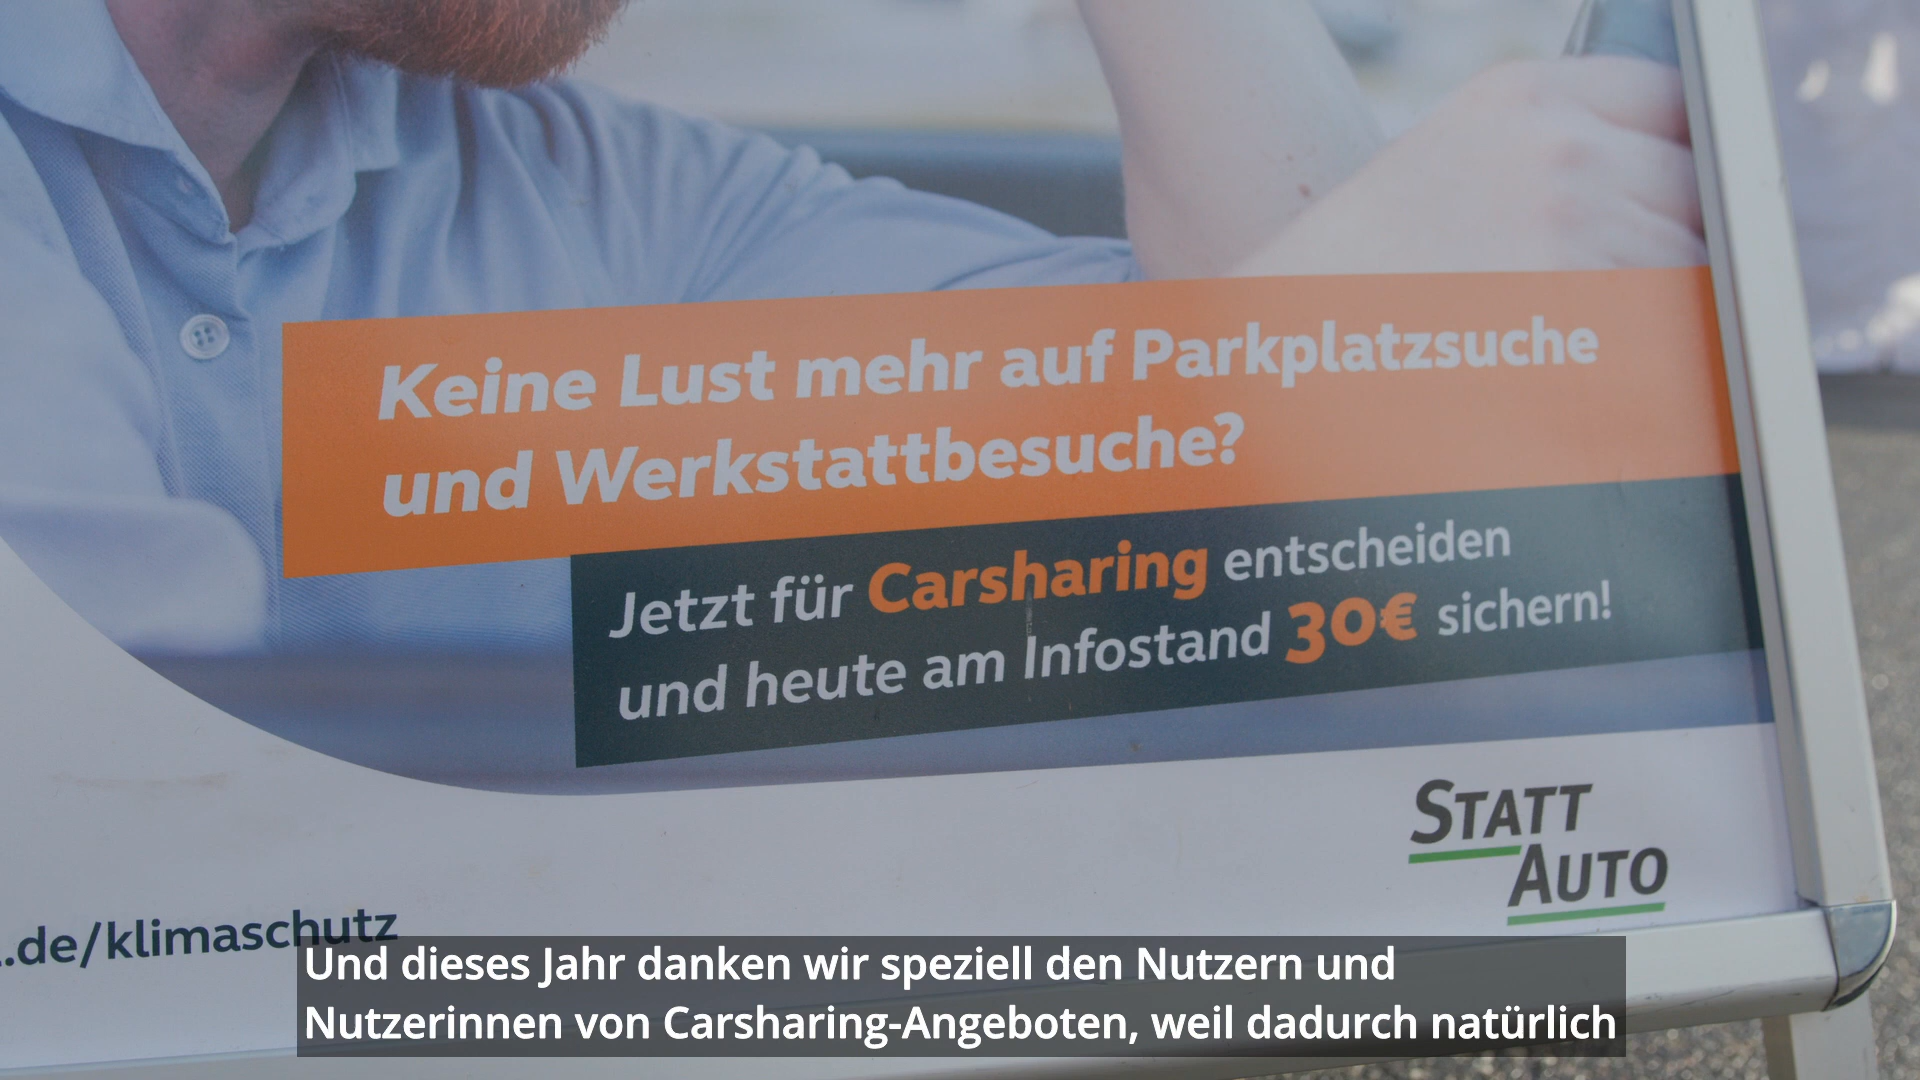 Keine Lust mehr auf Parkplatzsuche
und Werkstattbesuche?
Jetzt für Carsharing entscheiden
und heute am Infostand 30€ sichern!
STATT
AUTO
.de/klimaschutz
Und dieses Jahr danken wir speziell den Nutzern und
Nutzerinnen von Carsharing-Angeboten, weil dadurch natürlich